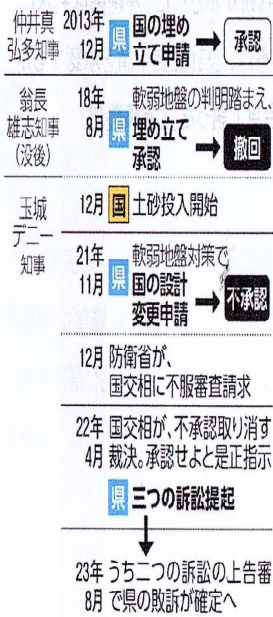 仲井真
弘多知事
2013年
12月
県 国の埋め
立て申請
承認
翁長
雄志知事
(没後)
18年
8月
軟弱地盤の判明踏まえ、
県 埋め立て
承認
撤回
玉城
デニー
知事
12月 国 土砂投入開始
21年
11月
軟弱地盤対策で
県 国の設計
変更申請
不承認
12月 防衛省が、
国交相に不服審査請求
22年 国交相が、不承認取り消す
4月 裁決。承認せよと是正指示
県 三つの訴訟提起
23年 うち二つの訴訟の上告審
8月 で県の敗訴が確定へ